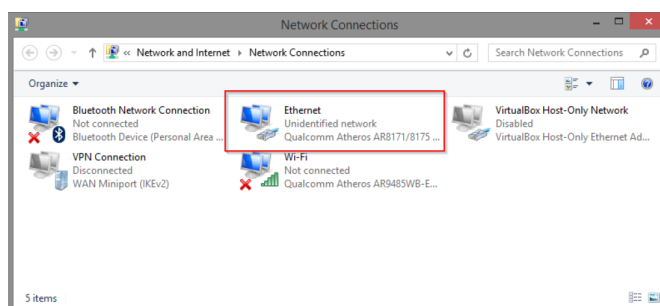 Network Connections
« Network and Internet ▸ Network Connections
Search Network Connections
Organize ▾
Bluetooth Network Connection
Not connected
Bluetooth Device (Personal Area ...
Ethernet
Unidentified network
Qualcomm Atheros AR8171/8175 ...
VirtualBox Host-Only Network
Disabled
VirtualBox Host-Only Ethernet Ad...
VPN Connection
Disconnected
WAN Miniport (IKEv2)
Wi-Fi
Not connected
Qualcomm Atheros AR9485WB-E...
5 items